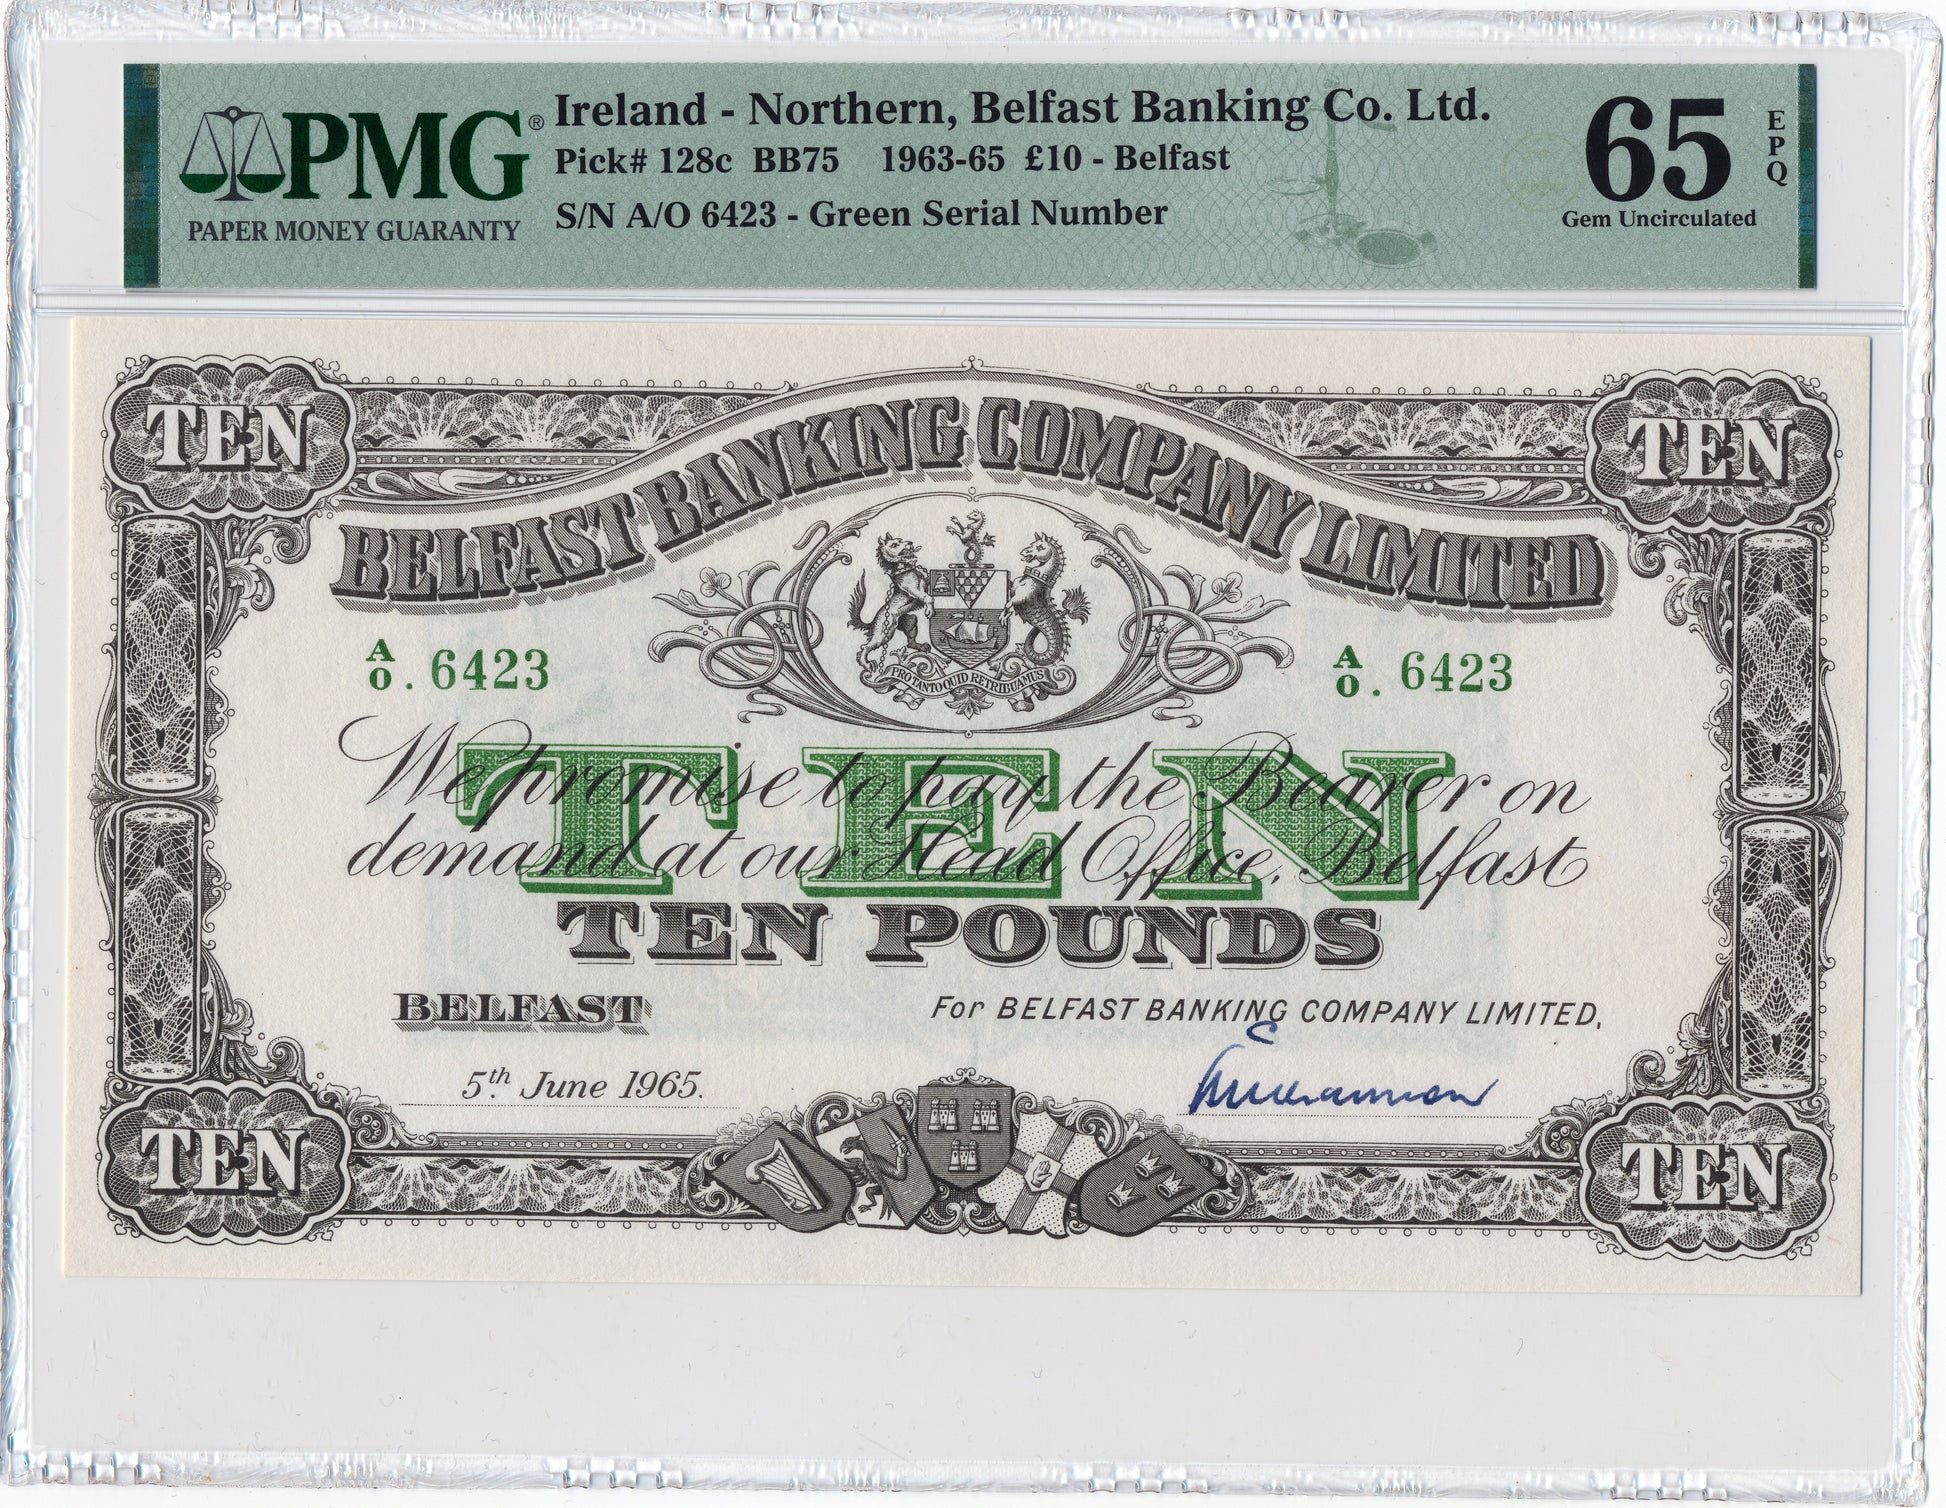 PMG®
PAPER MONEY GUARANTY
Ireland - Northern, Belfast Banking Co. Ltd.
Pick# 128c BB75 1963-65 £10 - Belfast
S/N A/O 6423 - Green Serial Number
65
EPQ
Gem Uncirculated
TEN
TEN
BELFAST BANKING COMPANY LIMITED
PRO TANTO QUID RETRIBUAMUS
A/O. 6423
A/O. 6423
TEN
We promise to pay the Bearer on
demand at our Head Office, Belfast
TEN POUNDS
BELFAST
For BELFAST BANKING COMPANY LIMITED,
5th June 1965.
TEN
TEN